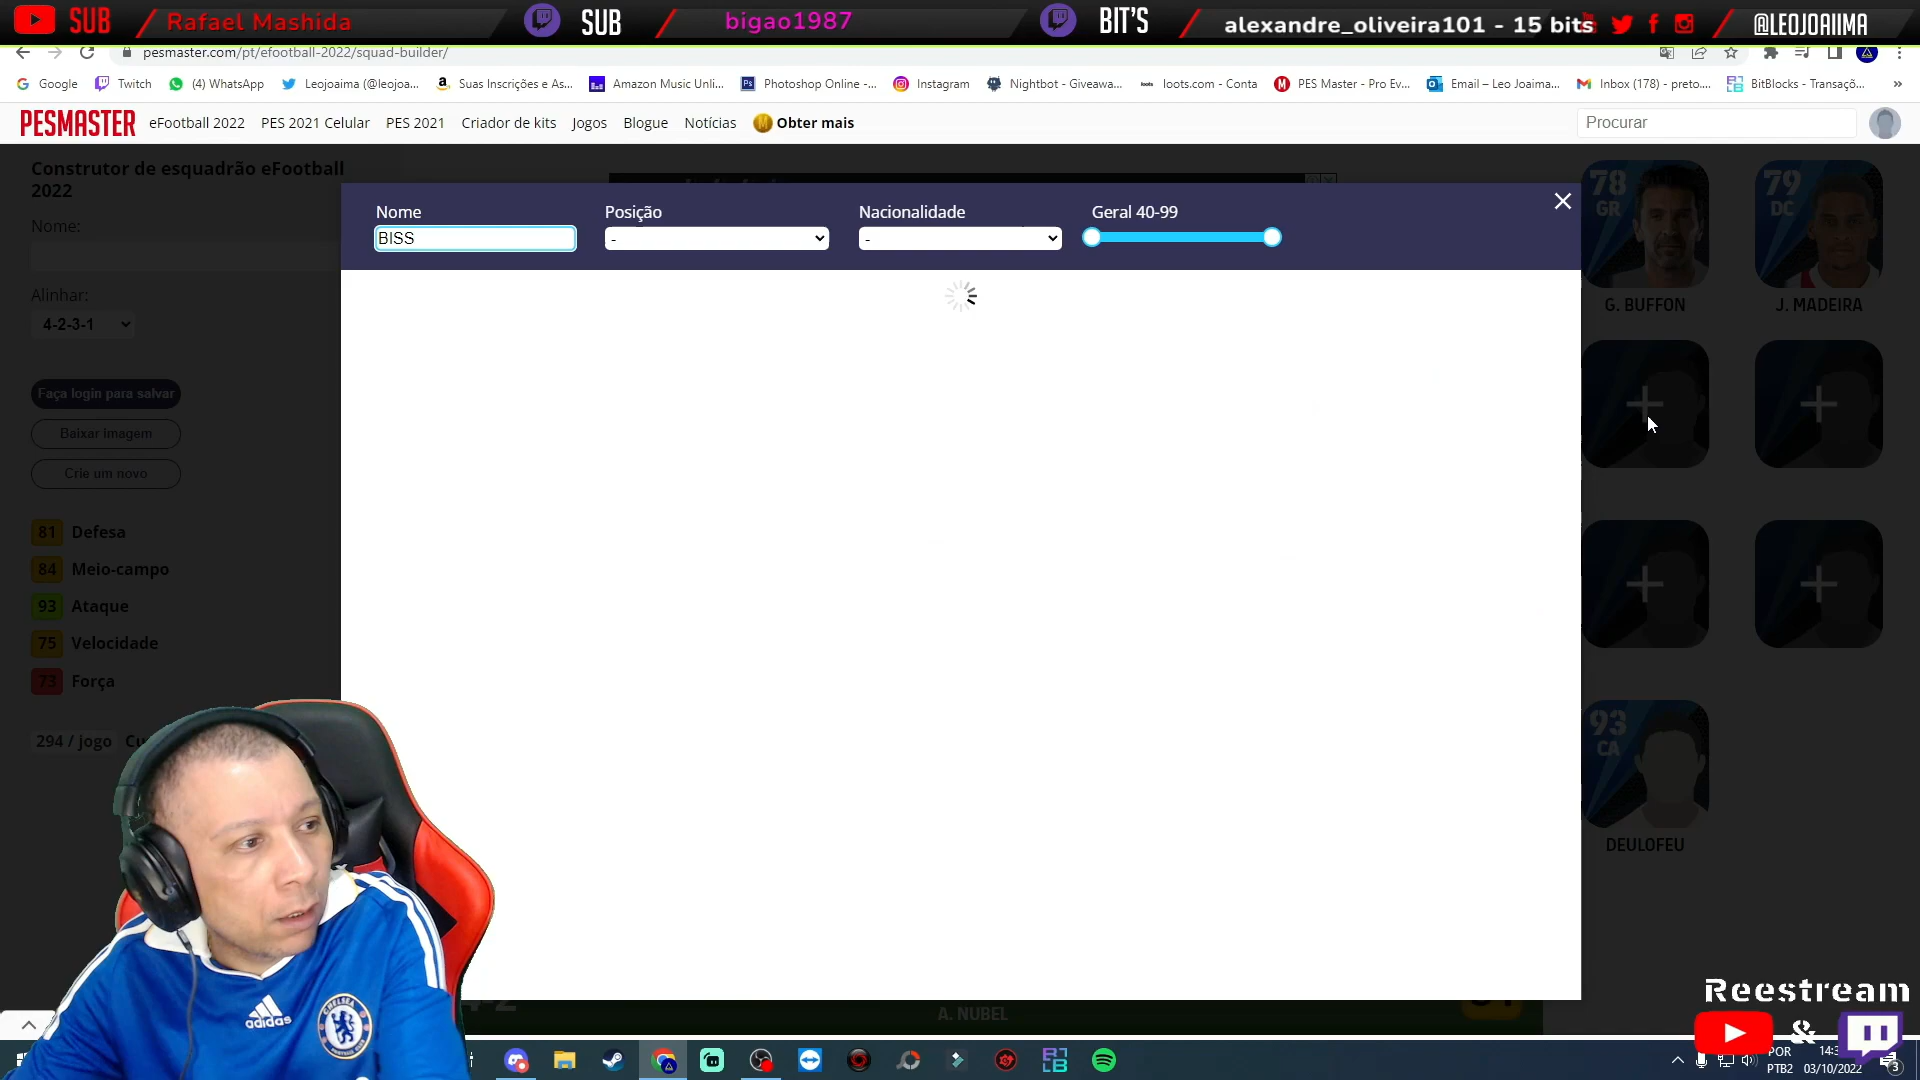 SUB Rafael Mashida SUB bigao1987 BIT'S alexandre_oliveira101 - 15 bits @LEOJOAIIMA
pesmaster.com/pt/efootball-2022/squad-builder/
Google Twitch (4) WhatsApp Leojoaima (@leojoa... Suas Inscrições e As... Amazon Music Unli... Photoshop Online -... Instagram Nightbot - Giveawa... loots.com - Conta PES Master - Pro Ev... Email – Leo Joaima... Inbox (178) - preto.... BitBlocks - Transaçõ... »
PESMASTER eFootball 2022 PES 2021 Celular PES 2021 Criador de kits Jogos Blogue Notícias Obter mais Procurar
Construtor de esquadrão eFootball
2022
Nome:
Alinhar:
4-2-3-1
Faça login para salvar
Baixar imagem
Crie um novo
81 Defesa
84 Meio-campo
93 Ataque
75 Velocidade
73 Força
294 / jogo
Nome Posição Nacionalidade Geral 40-99
BISS - -
78
GR
G. BUFFON
79
DC
J. MADEIRA
93
CA
DEULOFEU
A. NUBEL
adidas
CHELSEA
Reestream
&
POR
PTB2
03/10/2022
3